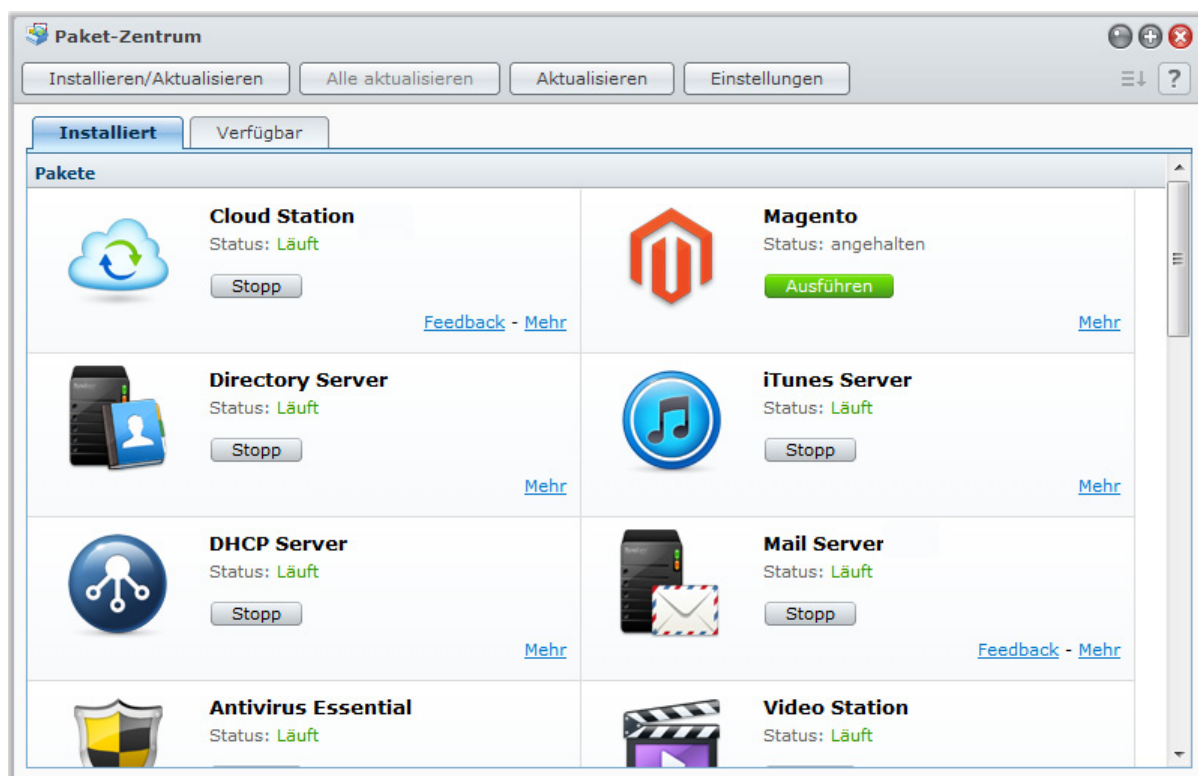 Paket-Zentrum
Installieren/Aktualisieren Alle aktualisieren Aktualisieren Einstellungen ?
Installiert Verfügbar
Pakete
Cloud Station
Status: Läuft
Stopp
Feedback - Mehr
Magento
Status: angehalten
Ausführen
Mehr
Directory Server
Status: Läuft
Stopp
Mehr
iTunes Server
Status: Läuft
Stopp
Mehr
DHCP Server
Status: Läuft
Stopp
Mehr
Mail Server
Status: Läuft
Stopp
Feedback - Mehr
Antivirus Essential
Status: Läuft
Video Station
Status: Läuft